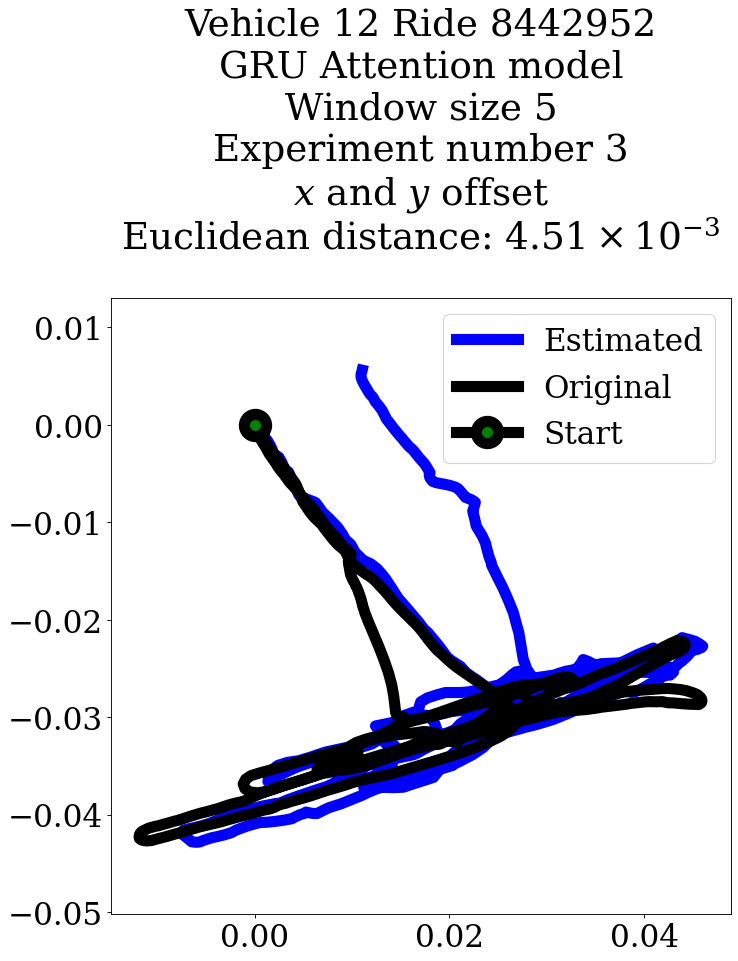 Vehicle 12 Ride 8442952
GRU Attention model
Window size 5
Experiment number 3
x and y offset
Euclidean distance: 4.51 × 10⁻³
Estimated
Original
Start
0.01
0.00
−0.01
−0.02
−0.03
−0.04
−0.05
0.00 0.02 0.04